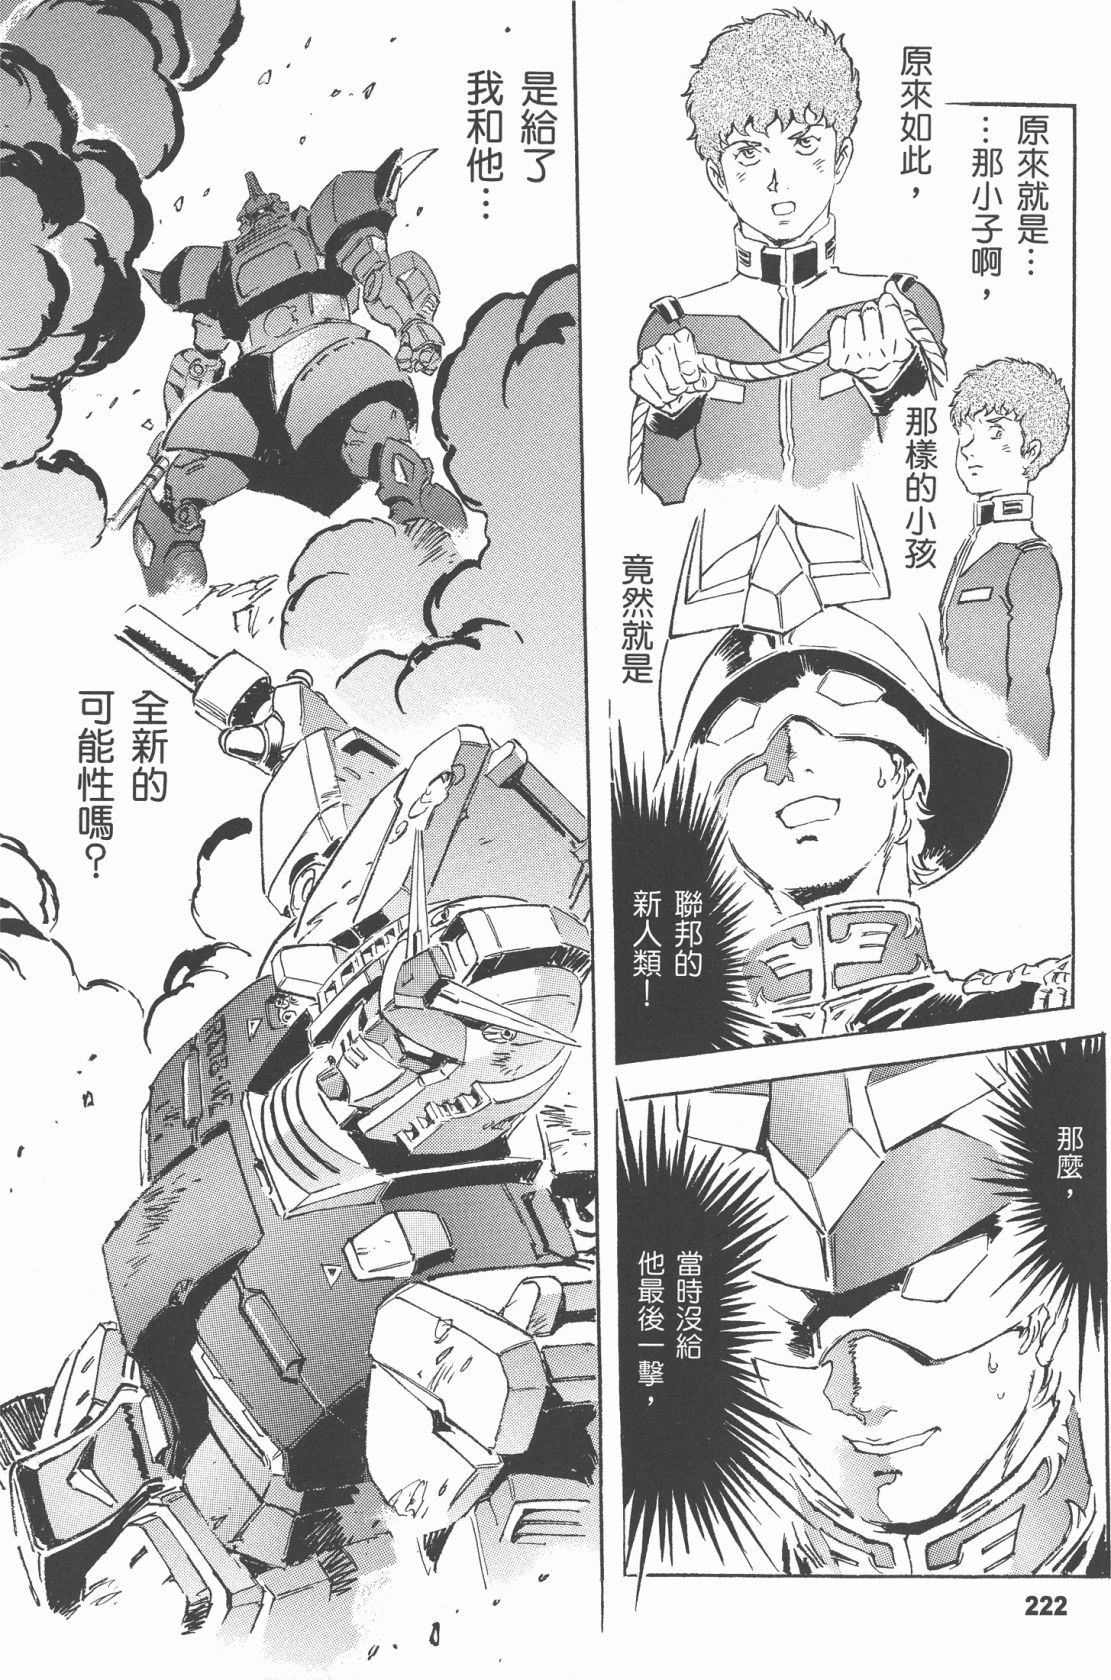 原來就是…
…那小子啊，
原來如此，
那樣的小孩
竟然就是
聯邦的
新人類！
那麼，
當時沒給
他最後一擊，
是給了
我和他…
全新的
可能性嗎？
RX78-02
222